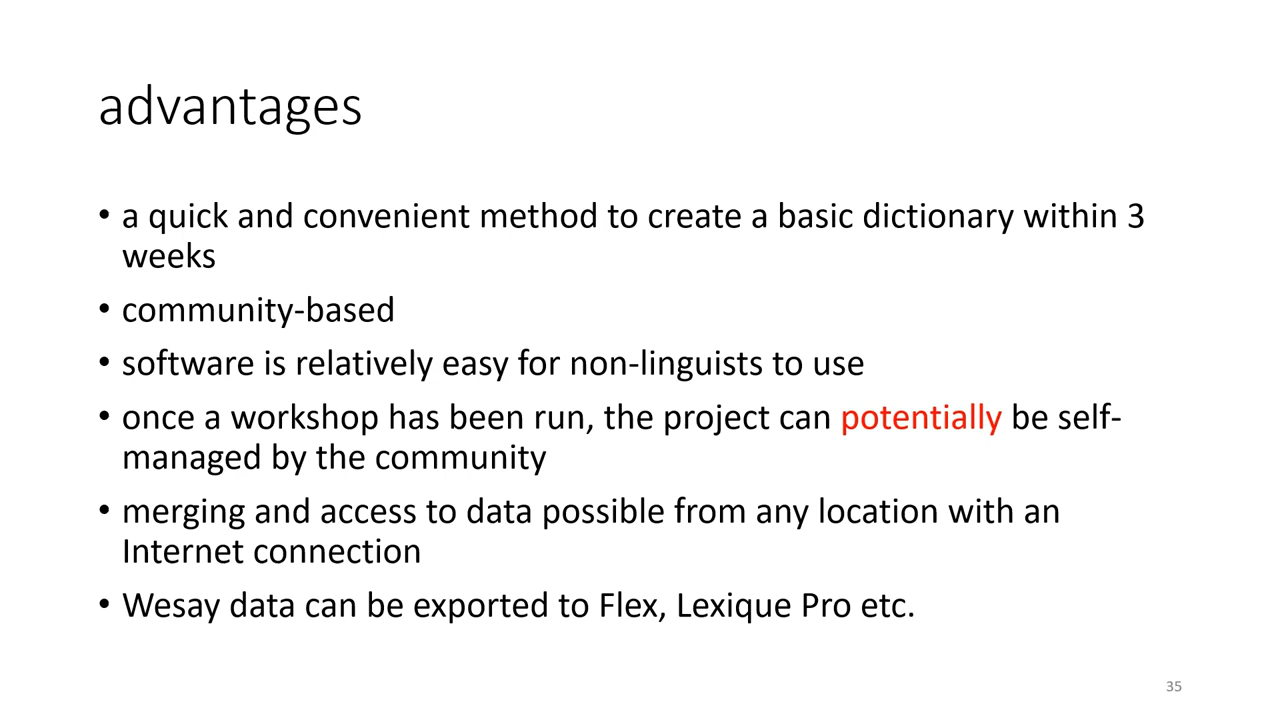 advantages
• a quick and convenient method to create a basic dictionary within 3
weeks
• community-based
• software is relatively easy for non-linguists to use
• once a workshop has been run, the project can potentially be self-
managed by the community
• merging and access to data possible from any location with an
Internet connection
• Wesay data can be exported to Flex, Lexique Pro etc.
35